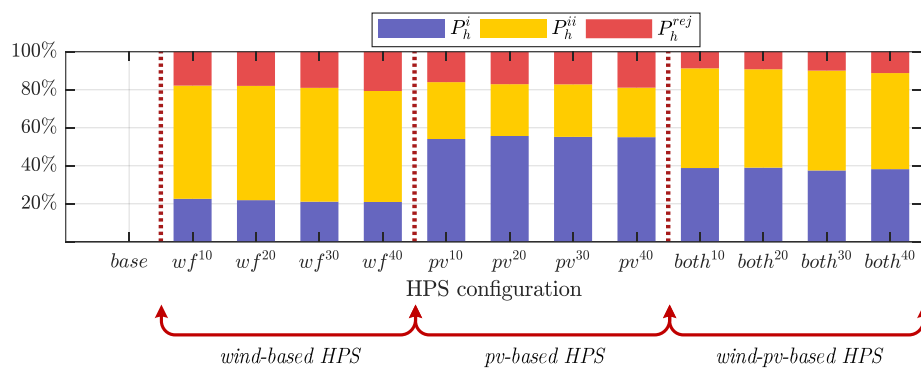 P_h^i P_h^{ii} P_h^{rej}
100%
80%
60%
40%
20%
base wf^{10} wf^{20} wf^{30} wf^{40} pv^{10} pv^{20} pv^{30} pv^{40} both^{10} both^{20} both^{30} both^{40}
HPS configuration
wind-based HPS pv-based HPS wind-pv-based HPS